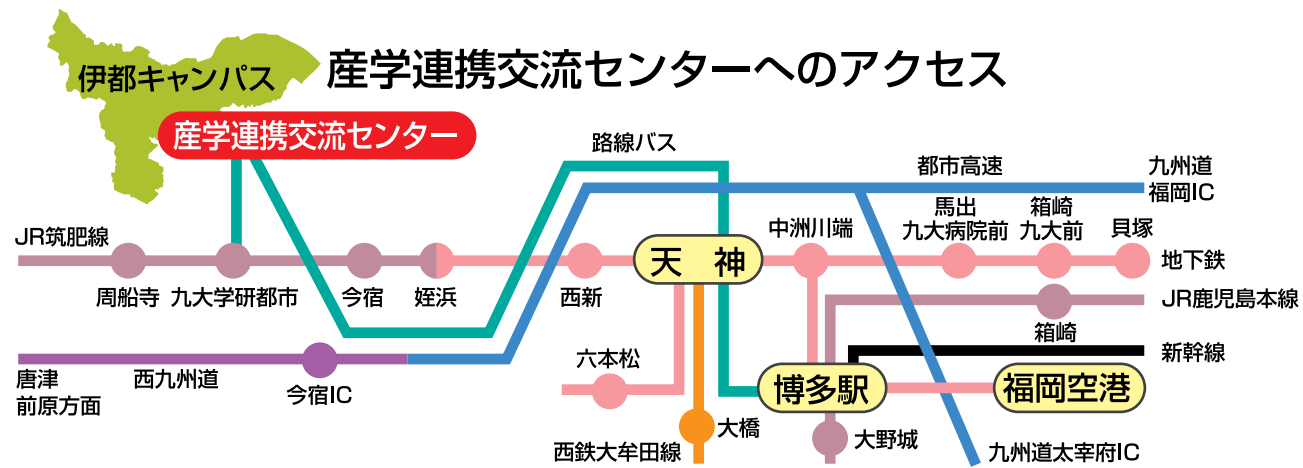 産学連携交流センターへのアクセス
伊都キャンパス
産学連携交流センター
路線バス
都市高速
九州道
福岡IC
JR筑肥線
中洲川端
馬出
九大病院前
箱崎
九大前
貝塚
天 神
地下鉄
周船寺
九大学研都市
今宿
姪浜
西新
JR鹿児島本線
箱崎
新幹線
唐津
前原方面
西九州道
今宿IC
六本松
博多駅
福岡空港
西鉄大牟田線
大橋
大野城
九州道太宰府IC